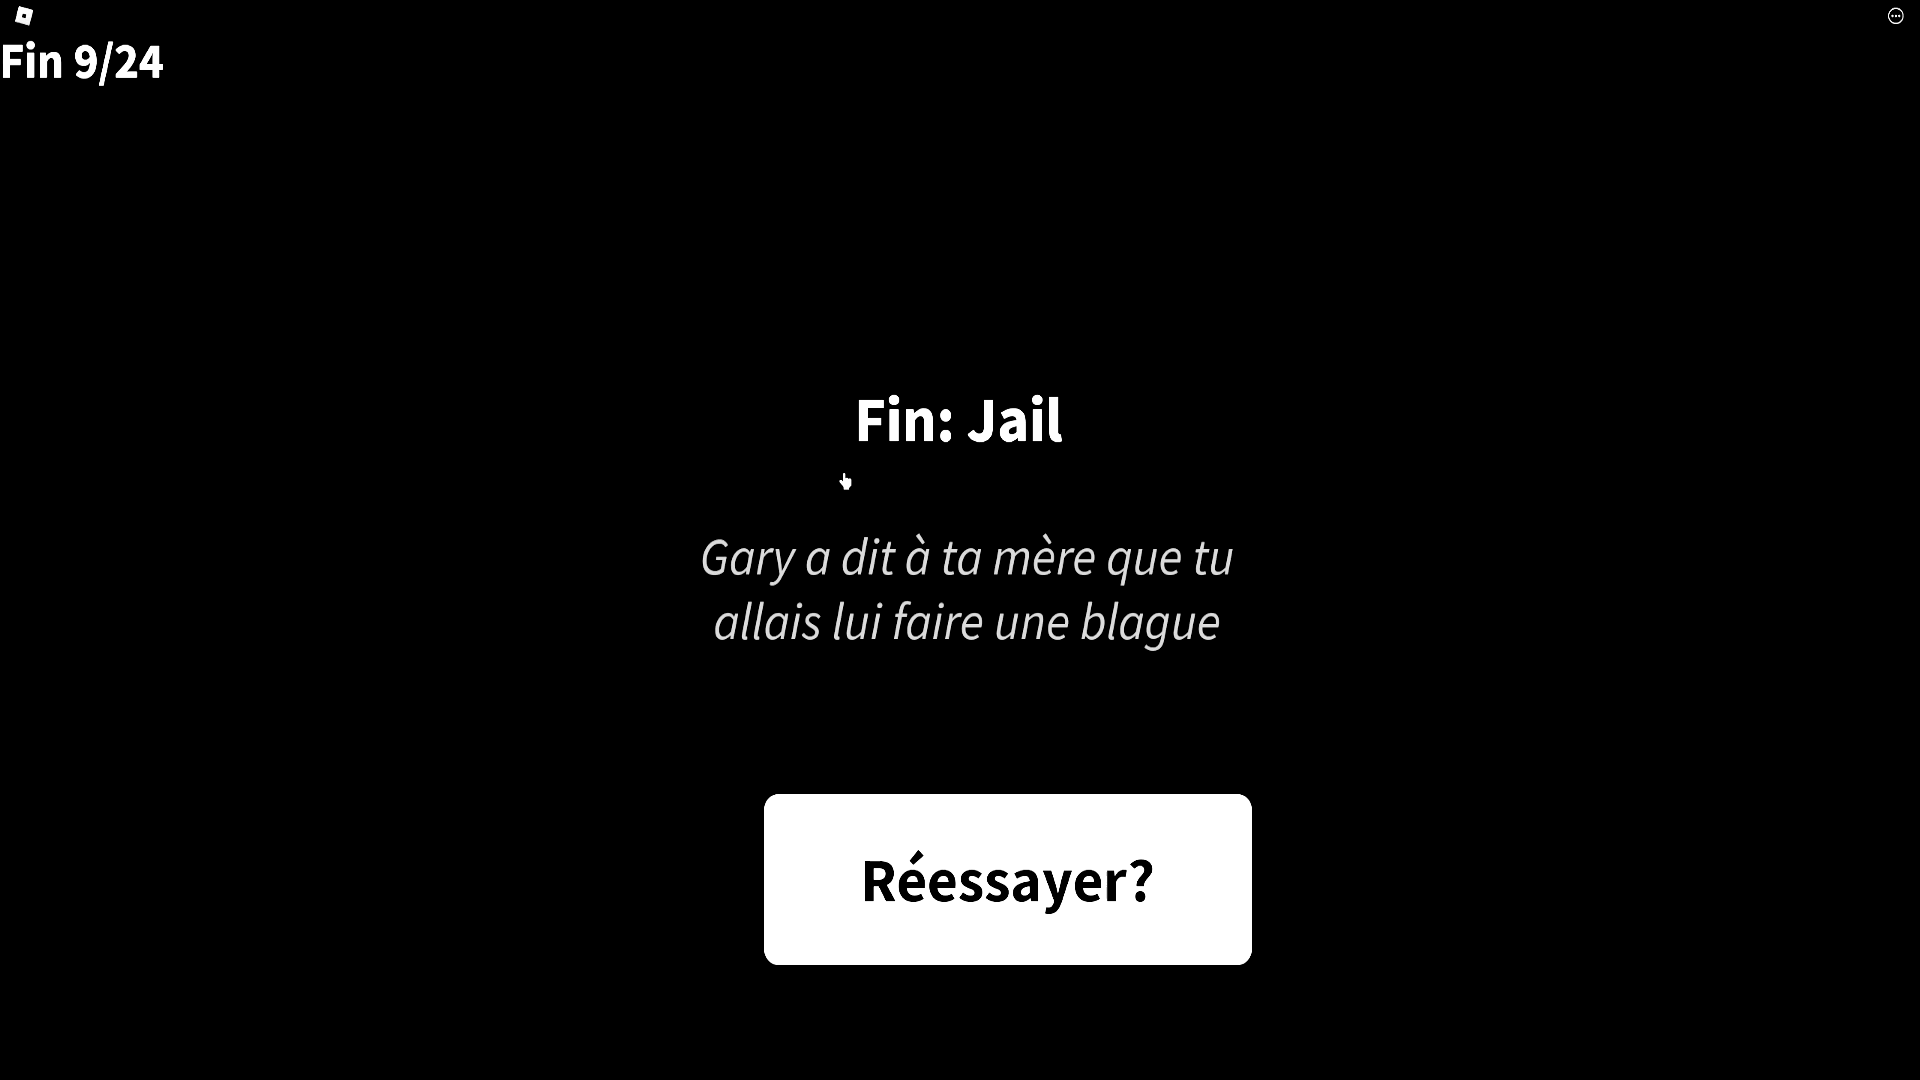 Fin 9/24
Fin: Jail
Gary a dit à ta mère que tu
allais lui faire une blague
Réessayer?